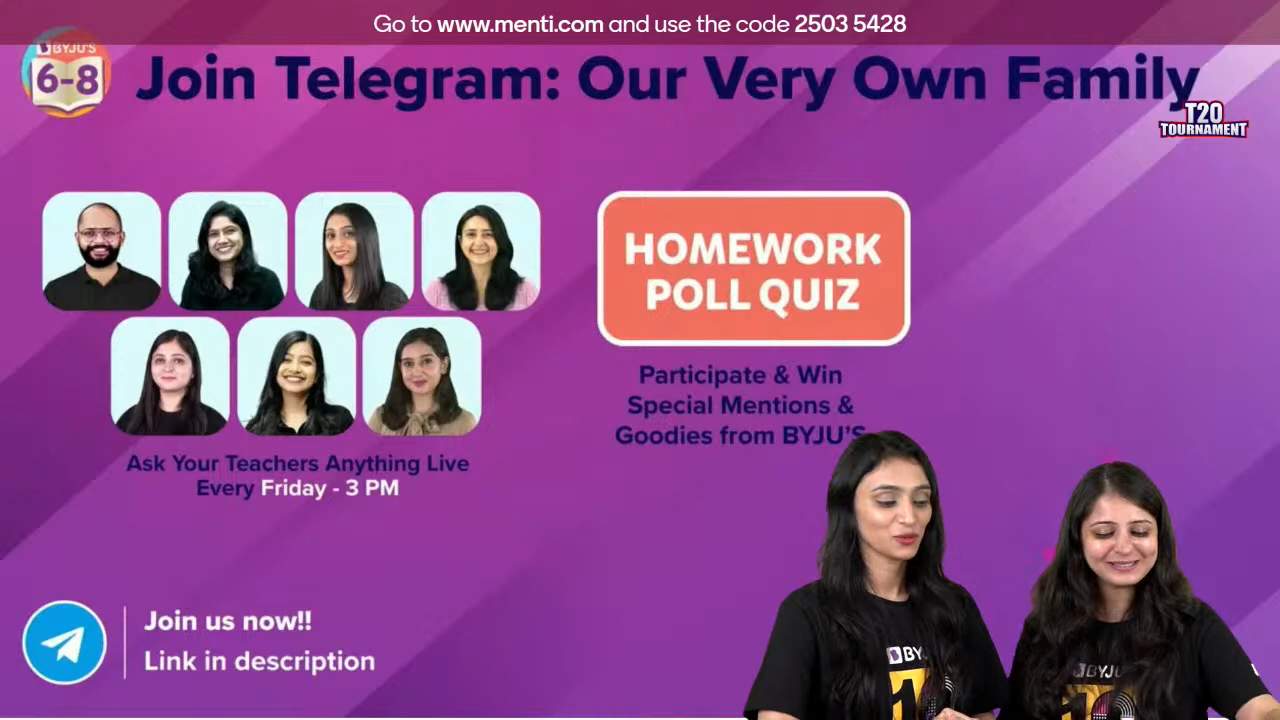 Go to www.menti.com and use the code 2503 5428
BYJU'S
6-8
Join Telegram: Our Very Own Family
T20
TOURNAMENT
HOMEWORK
POLL QUIZ
Participate & Win
Special Mentions &
Goodies from BYJU'S
Ask Your Teachers Anything Live
Every Friday - 3 PM
Join us now!!
Link in description
BY
BYJU